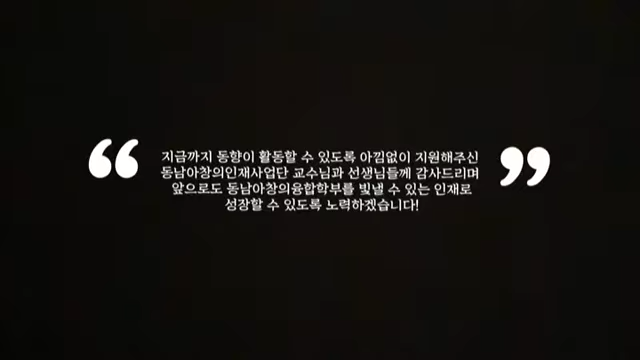 지금까지 동향이 활동할 수 있도록 아낌없이 지원해주신
동남아창의인재사업단 교수님과 선생님들께 감사드리며
앞으로도 동남아창의융합학부를 빛낼 수 있는 인재로
성장할 수 있도록 노력하겠습니다!